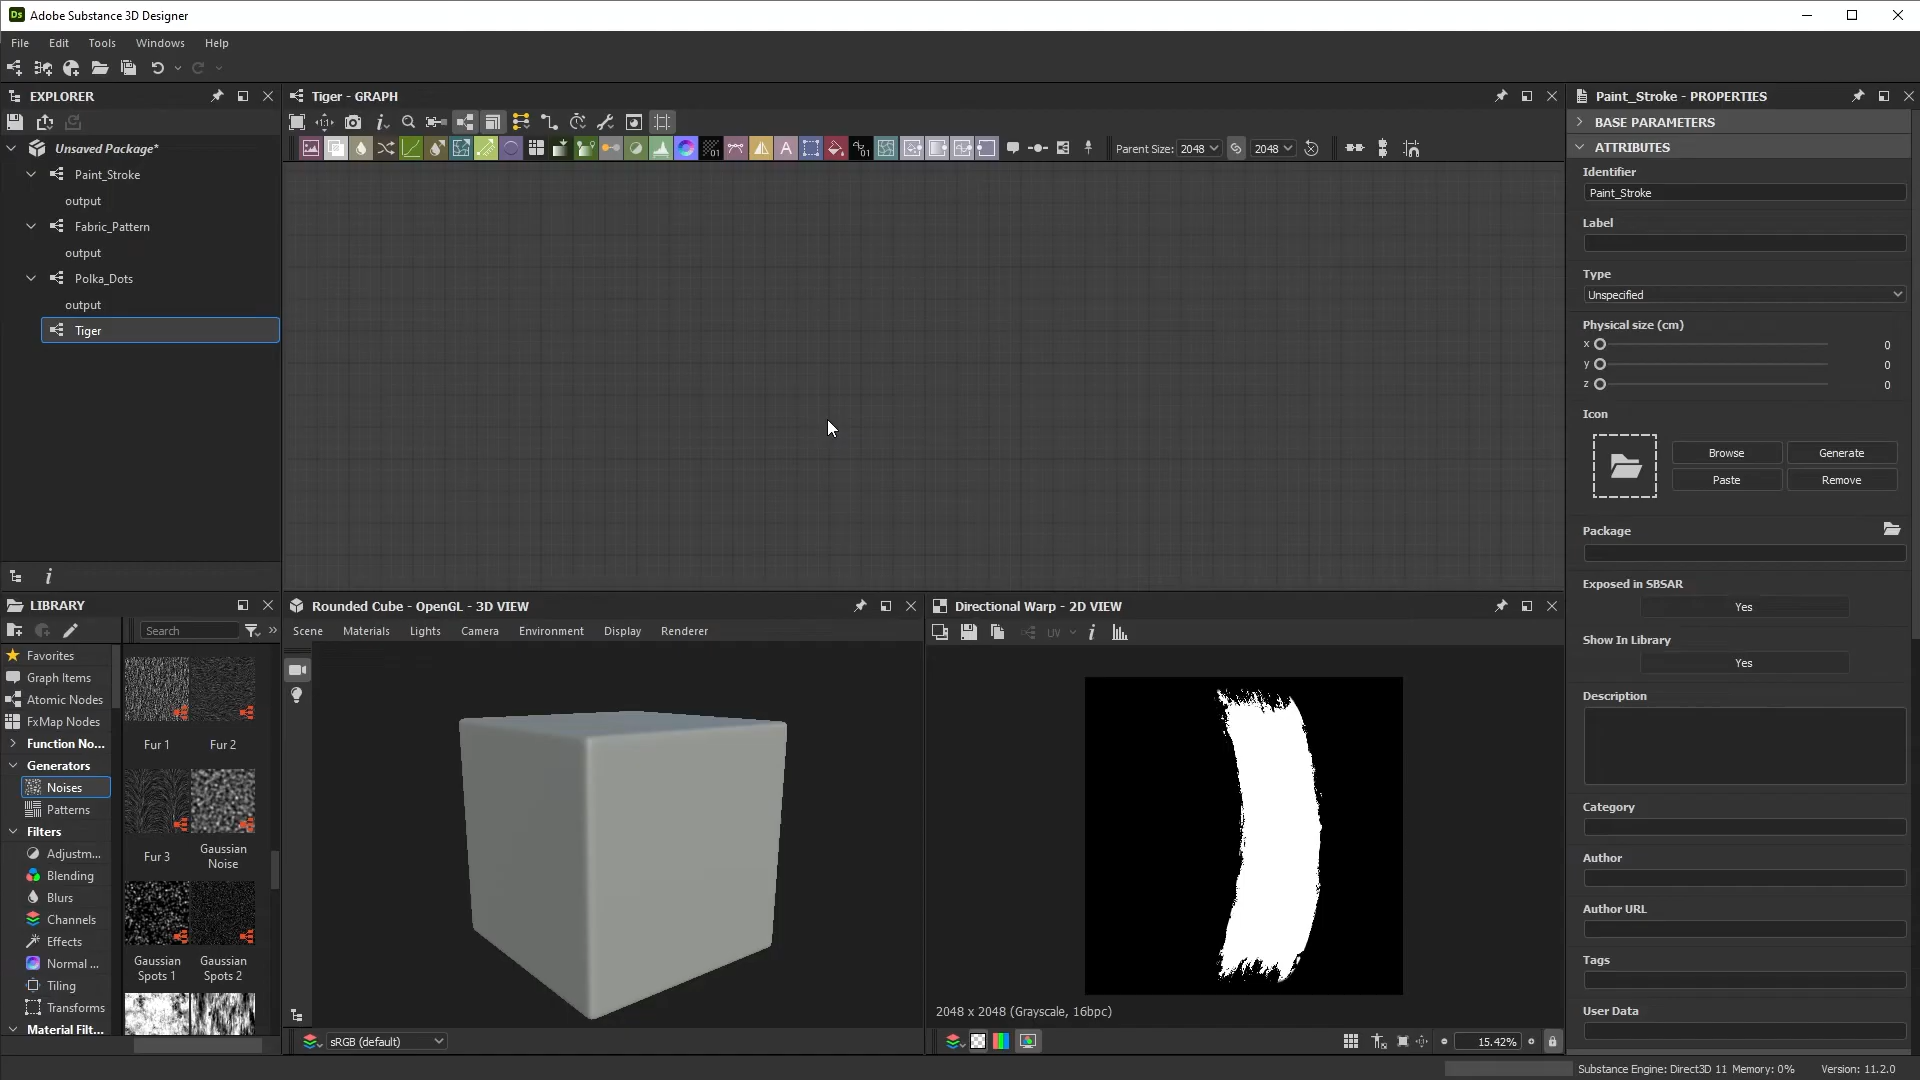 Ds Adobe Substance 3D Designer
File Edit Tools Windows Help
EXPLORER
Unsaved Package*
Paint_Stroke
output
Fabric_Pattern
output
Polka_Dots
output
Tiger
Tiger - GRAPH
Parent Size: 2048 2048
Paint_Stroke - PROPERTIES
BASE PARAMETERS
ATTRIBUTES
Identifier
Paint_Stroke
Label
Type
Unspecified
Physical size (cm)
x 0
y 0
z 0
Icon
Browse Generate
Paste Remove
Package
Exposed in SBSAR
Yes
Show In Library
Yes
Description
Category
Author
Author URL
Tags
User Data
LIBRARY
Search
Favorites
Graph Items
Atomic Nodes
FxMap Nodes
Function No...
Generators
Noises
Patterns
Filters
Adjustm...
Blending
Blurs
Channels
Effects
Normal ...
Tiling
Transforms
Material Filt...
Fur 1 Fur 2
Fur 3 Gaussian Noise
Gaussian Spots 1 Gaussian Spots 2
Rounded Cube - OpenGL - 3D VIEW
Scene Materials Lights Camera Environment Display Renderer
sRGB (default)
Directional Warp - 2D VIEW
UV
2048 x 2048 (Grayscale, 16bpc)
15.42%
Substance Engine: Direct3D 11 Memory: 0% Version: 11.2.0